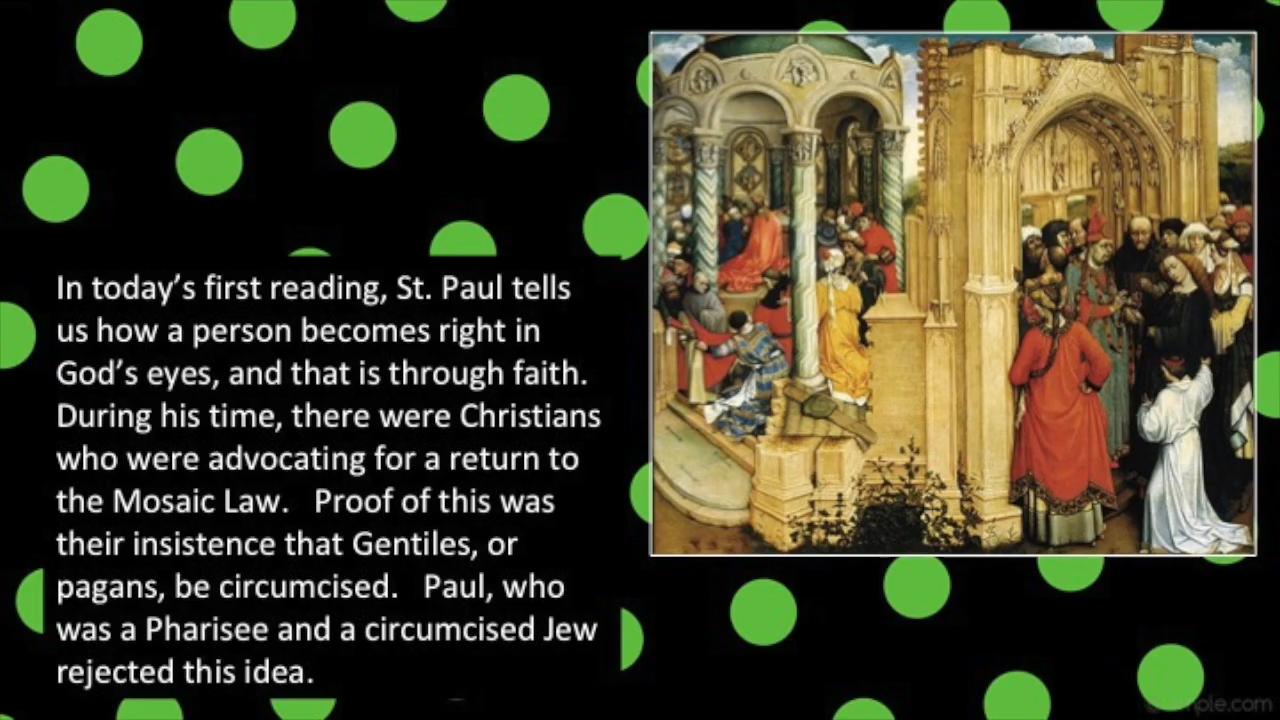 In today’s first reading, St. Paul tells
us how a person becomes right in
God’s eyes, and that is through faith.
During his time, there were Christians
who were advocating for a return to
the Mosaic Law.   Proof of this was
their insistence that Gentiles, or
pagans, be circumcised.   Paul, who
was a Pharisee and a circumcised Jew
rejected this idea.